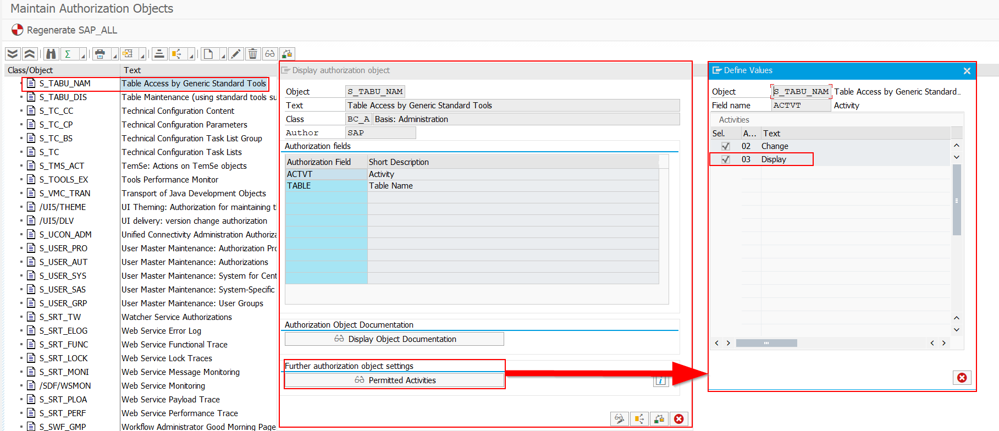 Maintain Authorization Objects
Regenerate SAP_ALL
Class/Object Text
S_TABU_NAM Table Access by Generic Standard Tools
S_TABU_DIS Table Maintenance (using standard tools su
S_TC_CC Technical Configuration Content
S_TC_CP Technical Configuration Parameters
S_TC_BS Technical Configuration Task List Group
S_TC Technical Configuration Task Lists
S_TMS_ACT TemSe: Actions on TemSe objects
S_TOOLS_EX Tools Performance Monitor
S_VMC_TRAN Transport of Java Development Objects
/UI5/THEME UI Theming: Authorization for maintaining t
/UI5/DLV UI delivery: version change authorization
S_UCON_ADM Unified Connectivity Administration Authoriza
S_USER_PRO User Master Maintenance: Authorization Pro
S_USER_AUT User Master Maintenance: Authorizations
S_USER_SYS User Master Maintenance: System for Cent
S_USER_SAS User Master Maintenance: System-Specific
S_USER_GRP User Master Maintenance: User Groups
S_SRT_TW Watcher Service Authorizations
S_SRT_ELOG Web Service Error Log
S_SRT_FUNC Web Service Functional Trace
S_SRT_LOCK Web Service Lock Traces
S_SRT_MONI Web Service Message Monitoring
/SDF/WSMON Web Service Monitoring
S_SRT_PLOA Web Service Payload Trace
S_SRT_PERF Web Service Performance Trace
S_SWF_GMP Workflow Administrator Good Morning Page
Display authorization object
Object S_TABU_NAM
Text Table Access by Generic Standard Tools
Class BC_A Basis: Administration
Author SAP
Authorization fields
Authorization Field Short Description
ACTVT Activity
TABLE Table Name
Authorization Object Documentation
Display Object Documentation
Further authorization object settings
Permitted Activities
Define Values
Object S_TABU_NAM Table Access by Generic Standard...
Field name ACTVT Activity
Activities
Sel. A... Text
02 Change
03 Display